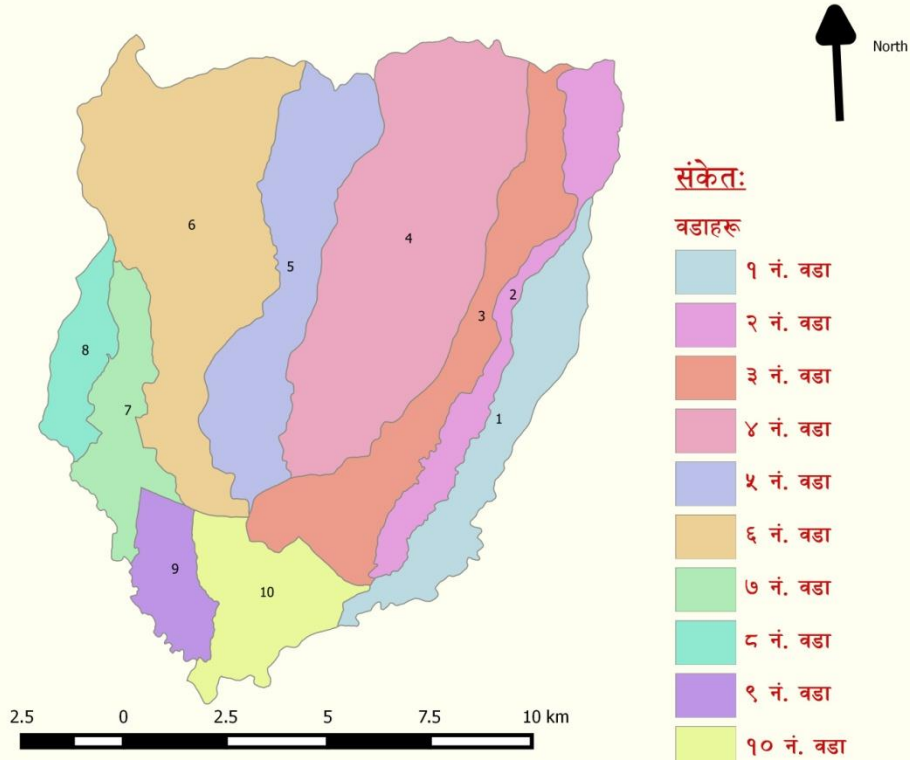 North
6
4
5
2
3
8
7
1
9
10
2.5 0 2.5 5 7.5 10 km
संकेतः
वडाहरू
१ नं. वडा
२ नं. वडा
३ नं. वडा
४ नं. वडा
५ नं. वडा
६ नं. वडा
७ नं. वडा
८ नं. वडा
९ नं. वडा
१० नं. वडा